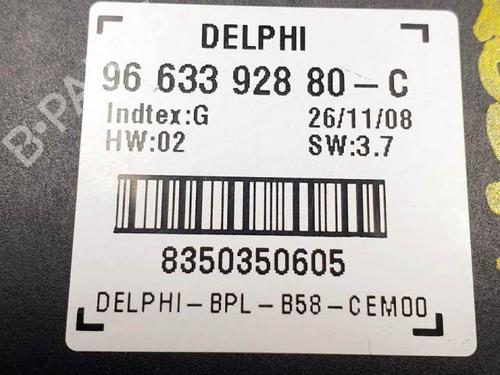 DELPHI
96 633 928 80-C
Indtex:G 26/11/08
HW:02 SW:3.7
8350350605
DELPHI-BPL-B58-CEM00
B-PA